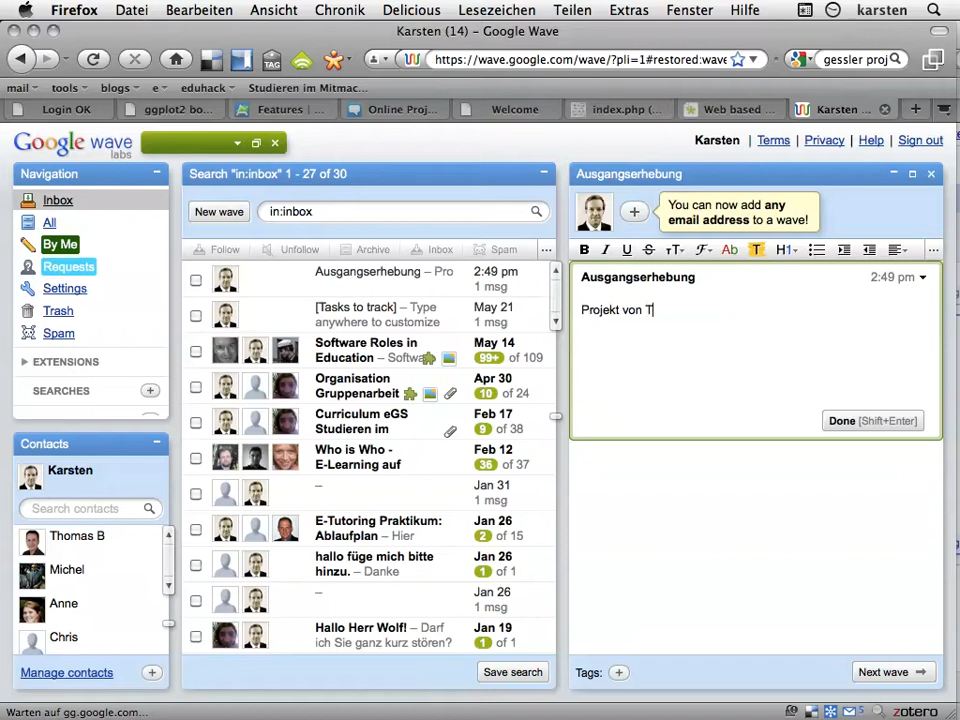 Firefox Datei Bearbeiten Ansicht Chronik Delicious Lesezeichen Teilen Extras Fenster Hilfe karsten
Karsten (14) – Google Wave
https://wave.google.com/wave/?pli=1#restored:wave
gessler proj
mail tools blogs e eduhack Studieren im Mitmac...
Login OK
ggplot2 bo...
Features | ...
Online Proj...
Welcome
index.php (...
Web based ...
Karsten ...
Google wave
labs
Karsten | Terms | Privacy | Help | Sign out
Navigation
Inbox
All
By Me
Requests
Settings
Trash
Spam
EXTENSIONS
SEARCHES
Contacts
Karsten
Search contacts
Thomas B
Michel
Anne
Chris
Manage contacts
Search "in:inbox" 1 - 27 of 30
New wave in:inbox
Follow Unfollow Archive Inbox Spam ...
Ausgangserhebung – Pro 2:49 pm
1 msg
[Tasks to track] – Type May 21
anywhere to customize 1 msg
Software Roles in May 14
Education – Softwa 99+ of 109
Organisation Apr 30
Gruppenarbeit 10 of 24
Curriculum eGS Feb 17
Studieren im 9 of 38
Who is Who - Feb 12
E-Learning auf 36 of 37
– Jan 31
1 msg
E-Tutoring Praktikum: Jan 26
Ablaufplan – Hier 2 of 15
hallo füge mich bitte Jan 26
hinzu. – Danke 1 of 1
– Jan 26
1 msg
Hallo Herr Wolf! – Darf Jan 19
ich Sie ganz kurz stören? 1 of 1
Save search
Ausgangserhebung
You can now add any
email address to a wave!
B I U S TT F Ab T H1 ...
Ausgangserhebung 2:49 pm
Projekt von T
Done [Shift+Enter]
Tags:
Next wave
Warten auf gg.google.com...
5
zotero